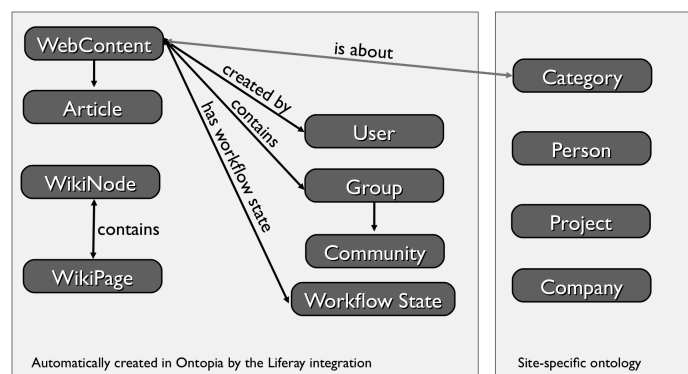 WebContent
is about
Category
created by
Article
contains
User
Person
has workflow state
WikiNode
Group
contains
Project
Community
WikiPage
Workflow State
Company
Automatically created in Ontopia by the Liferay integration
Site-specific ontology